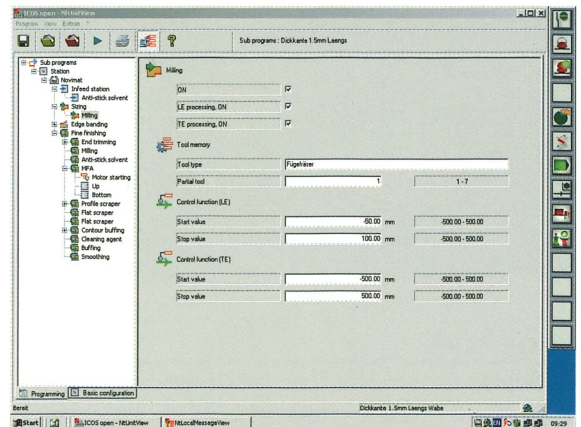 ICOS open - NtUnitView
Program View Extras ?
Sub programs : Dickkante 1.5mm Laengs
Sub programs
Station
Novimat
Infeed station
Anti-stick solvent
Sizing
Milling
Edge banding
Fine finishing
End trimming
Milling
Anti-stick solvent
MFA
Motor starting
Up
Bottom
Profile scraper
Flat scraper
Flat scraper
Contour buffing
Cleaning agent
Buffing
Smoothing
Milling
ON
LE processing, ON
TE processing, ON
Tool memory
Tool type Fügefräser
Partial tool 1 1 - 7
Control function (LE)
Start value -50.00 mm -500.00 - 500.00
Stop value 100.00 mm -500.00 - 500.00
Control function (TE)
Start value -500.00 mm -500.00 - 500.00
Stop value 500.00 mm -500.00 - 500.00
Programming Basic configuration
Bereit Dickkante 1.5mm Laengs Wabe
Start ICOS open - NtUnitView NtLocalMessageView 09:29